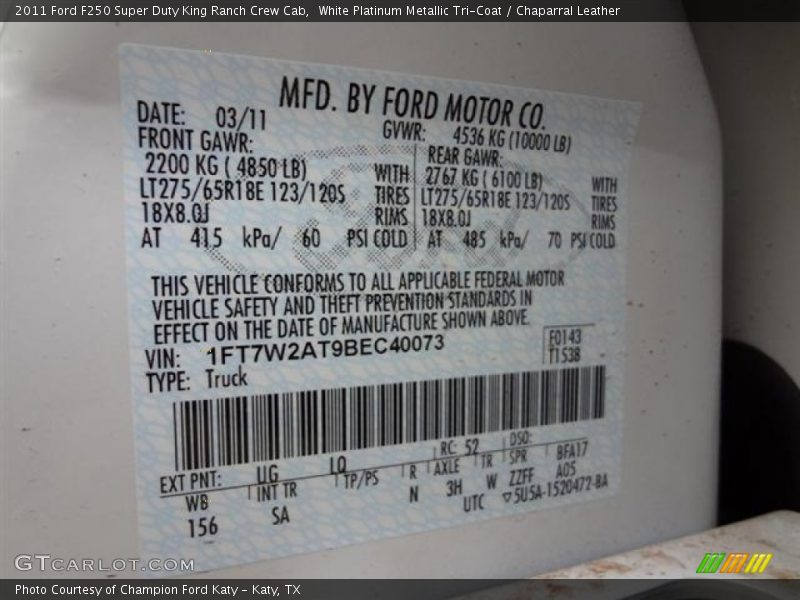 2011 Ford F250 Super Duty King Ranch Crew Cab,  White Platinum Metallic Tri-Coat / Chaparral Leather
MFD. BY FORD MOTOR CO.
DATE: 03/11
GVWR: 4536 KG (10000 LB)
FRONT GAWR:
2200 KG ( 4850 LB) WITH
LT275/65R18E 123/120S TIRES
18X8.0J RIMS
AT 415 kPa/ 60 PSI COLD
REAR GAWR:
2767 KG ( 6100 LB) WITH
LT275/65R18E 123/120S TIRES
18X8.0J RIMS
AT 485 kPa/ 70 PSI COLD
THIS VEHICLE CONFORMS TO ALL APPLICABLE FEDERAL MOTOR
VEHICLE SAFETY AND THEFT PREVENTION STANDARDS IN
EFFECT ON THE DATE OF MANUFACTURE SHOWN ABOVE.
VIN: 1FT7W2AT9BEC40073
TYPE: Truck
F0143
T1538
EXT PNT: UG LQ RC: 52 DSO:
WB INT TR TP/PS R AXLE TR SPR BFA17
156 SA N 3H W ZZFF A05
UTC ▽5U5A-1520472-BA
GTCARLOT.COM
Photo Courtesy of Champion Ford Katy - Katy, TX